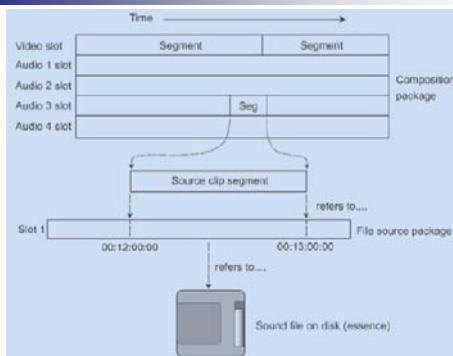 Time
Video slot Segment Segment
Audio 1 slot
Audio 2 slot
Audio 3 slot Seg
Audio 4 slot
Composition
package
Source clip segment
refers to....
Slot 1 File source package
00:12:00:00 00:13:00:00
refers to....
Sound file on disk (essence)